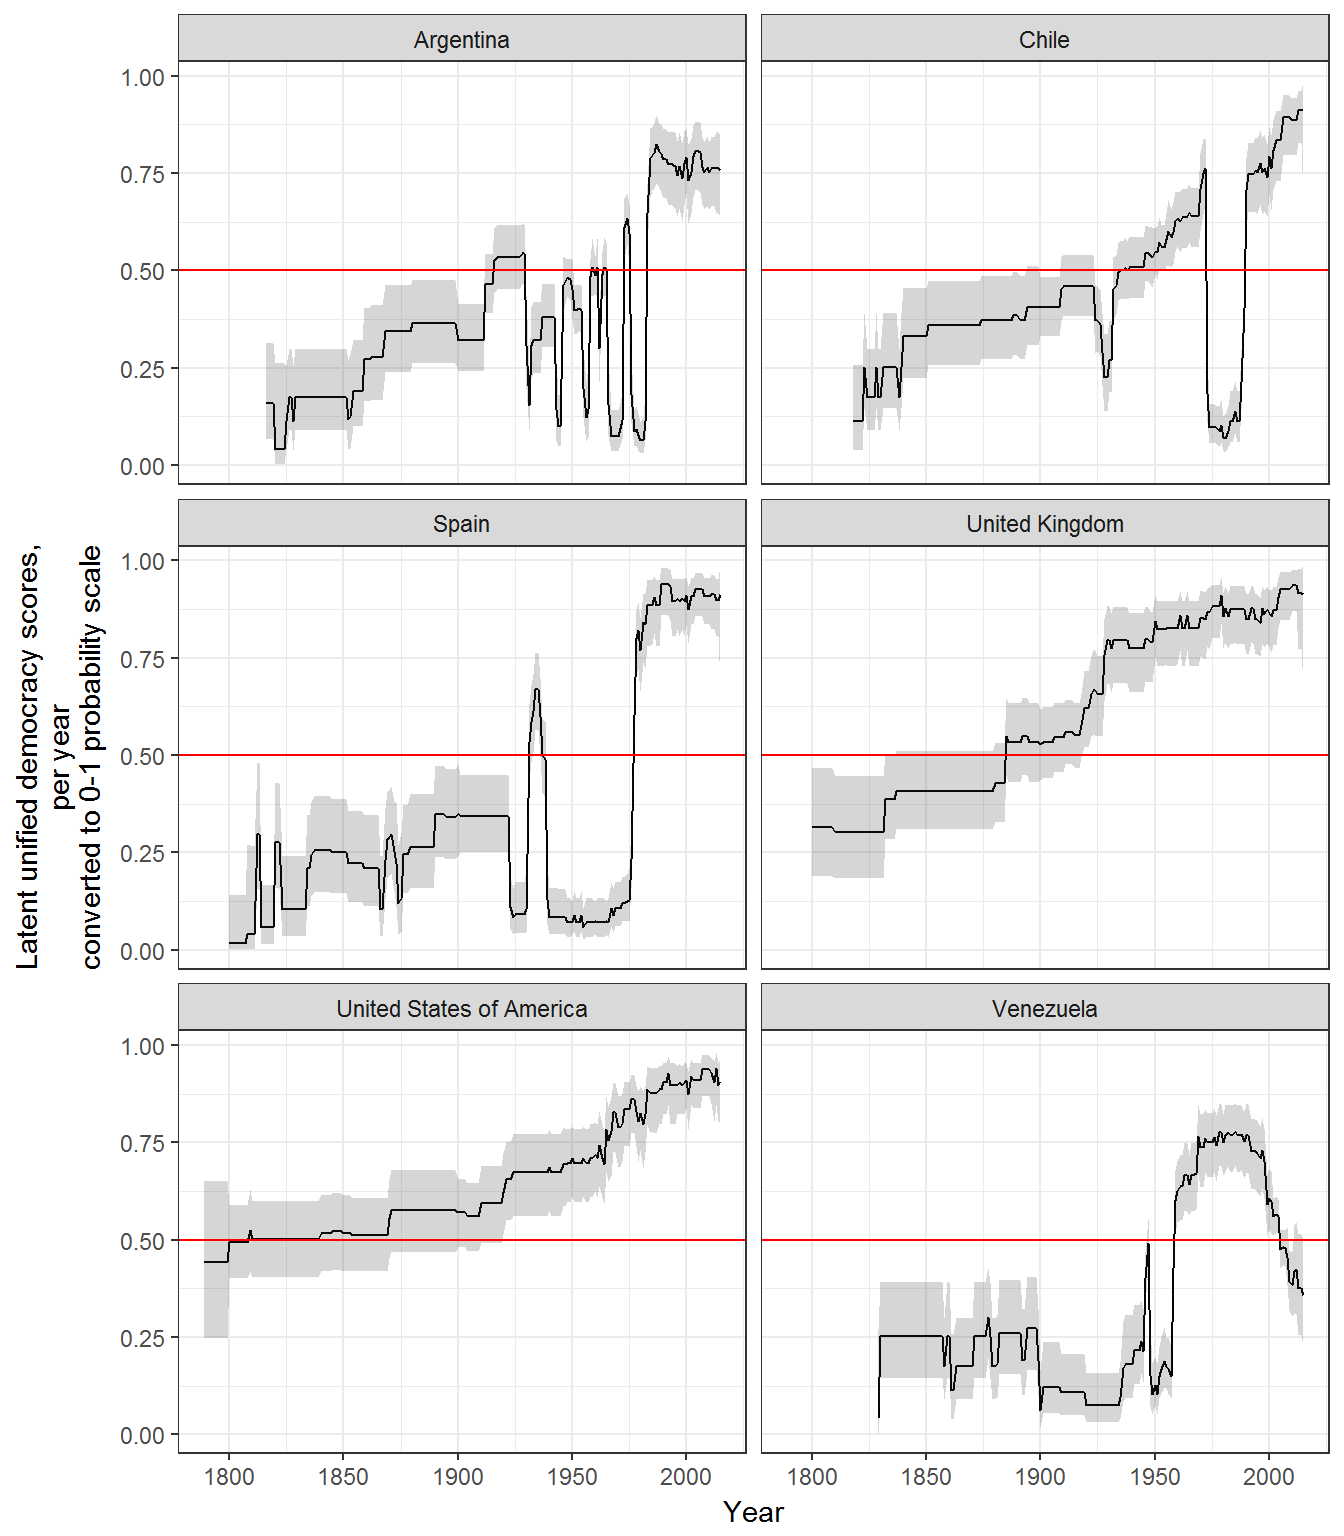 Argentina
Chile
1.00
0.75
0.50
0.25
0.00
Spain
United Kingdom
1.00
0.75
0.50
0.25
0.00
Latent unified democracy scores,
per year
converted to 0-1 probability scale
United States of America
Venezuela
1.00
0.75
0.50
0.25
0.00
1800 1850 1900 1950 2000
1800 1850 1900 1950 2000
Year